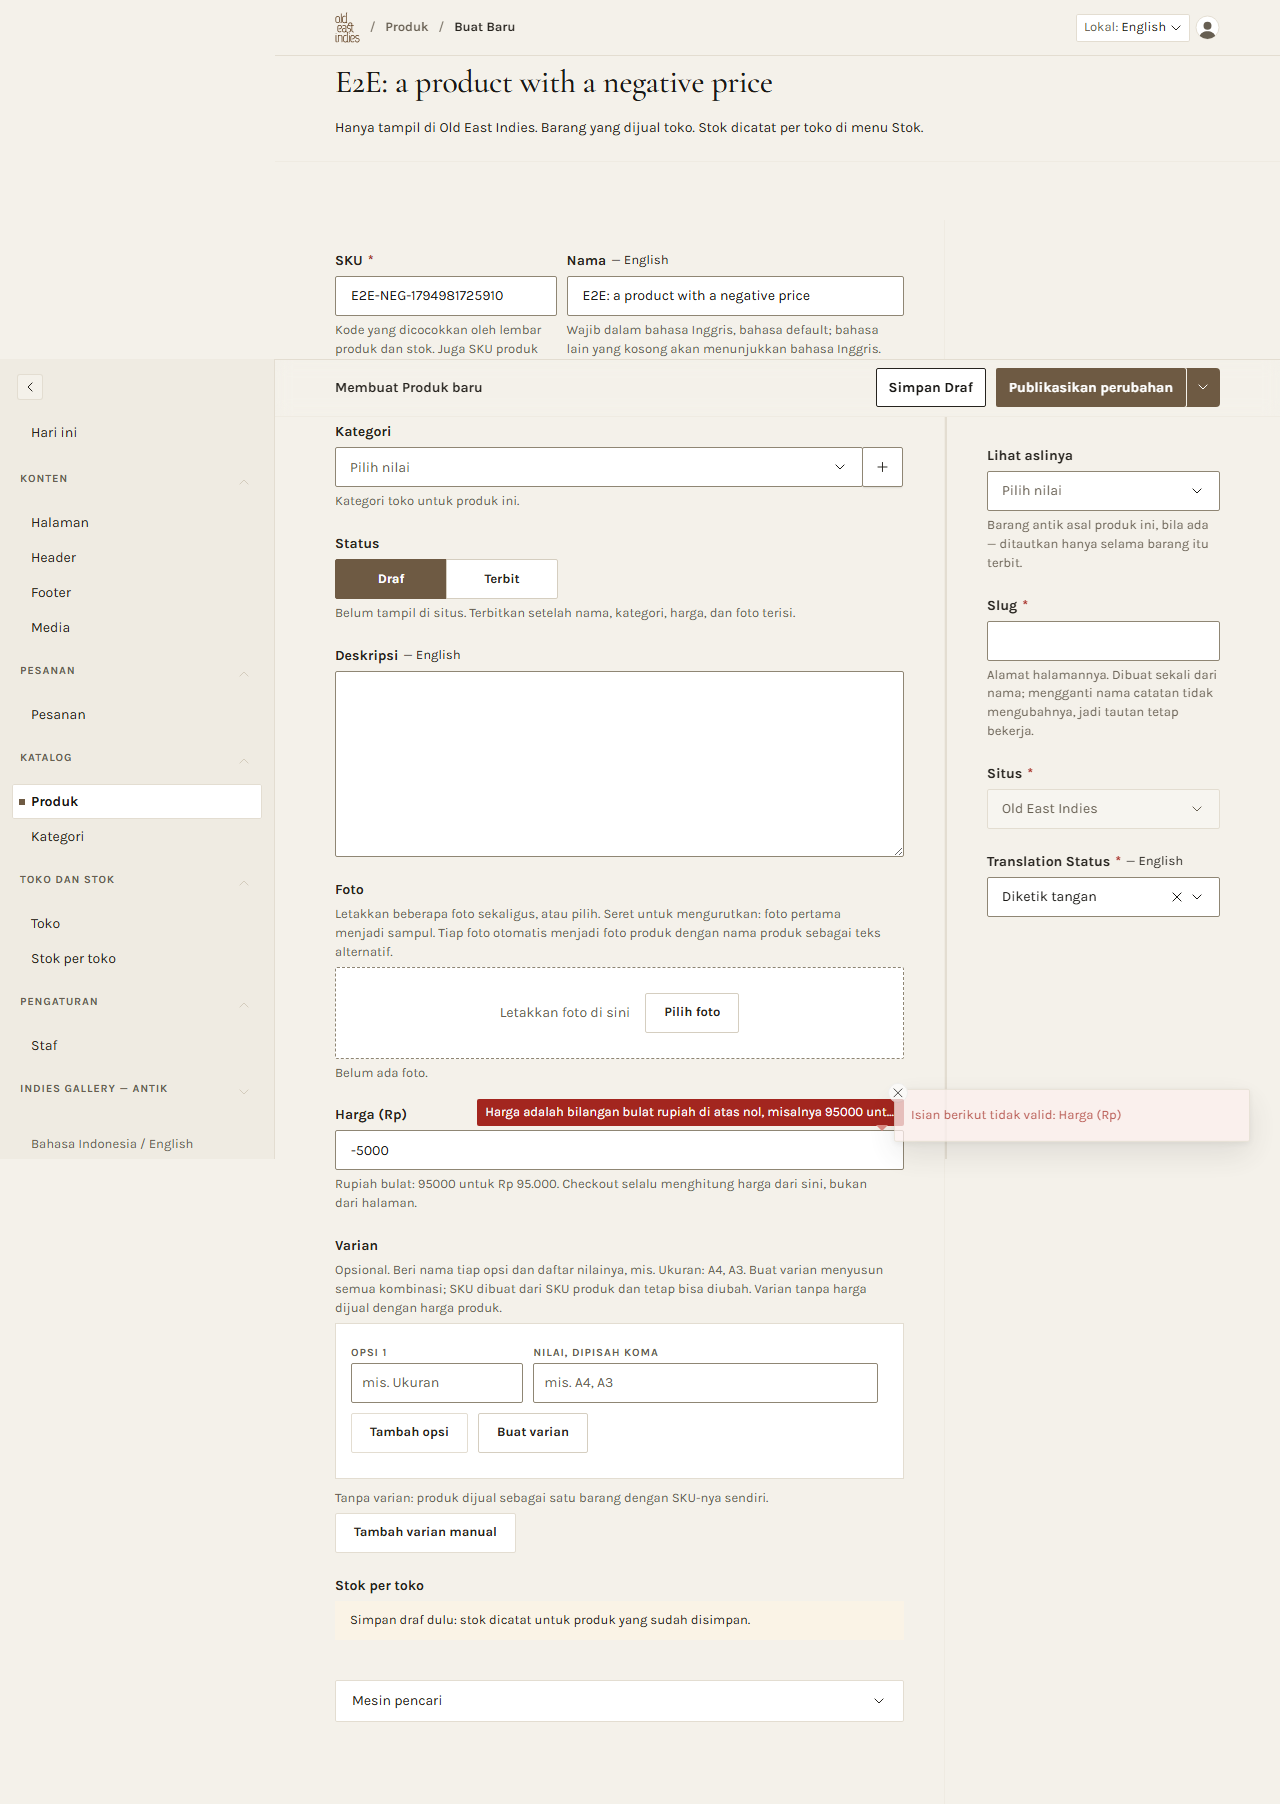 old
east
indies
/ Produk / Buat Baru
Lokal: English
E2E: a product with a negative price
Hanya tampil di Old East Indies. Barang yang dijual toko. Stok dicatat per toko di menu Stok.
SKU *
E2E-NEG-1794981725910
Kode yang dicocokkan oleh lembar
produk dan stok. Juga SKU produk
Nama — English
E2E: a product with a negative price
Wajib dalam bahasa Inggris, bahasa default; bahasa
lain yang kosong akan menunjukkan bahasa Inggris.
Membuat Produk baru
Simpan Draf
Publikasikan perubahan
Hari ini
KONTEN
Halaman
Header
Footer
Media
PESANAN
Pesanan
KATALOG
Produk
Kategori
TOKO DAN STOK
Toko
Stok per toko
PENGATURAN
Staf
INDIES GALLERY — ANTIK
Bahasa Indonesia / English
Kategori
Pilih nilai
Kategori toko untuk produk ini.
Status
Draf
Terbit
Belum tampil di situs. Terbitkan setelah nama, kategori, harga, dan foto terisi.
Deskripsi — English
Foto
Letakkan beberapa foto sekaligus, atau pilih. Seret untuk mengurutkan: foto pertama
menjadi sampul. Tiap foto otomatis menjadi foto produk dengan nama produk sebagai teks
alternatif.
Letakkan foto di sini
Pilih foto
Belum ada foto.
Harga (Rp)
Harga adalah bilangan bulat rupiah di atas nol, misalnya 95000 unt...
-5000
Rupiah bulat: 95000 untuk Rp 95.000. Checkout selalu menghitung harga dari sini, bukan
dari halaman.
Varian
Opsional. Beri nama tiap opsi dan daftar nilainya, mis. Ukuran: A4, A3. Buat varian menyusun
semua kombinasi; SKU dibuat dari SKU produk dan tetap bisa diubah. Varian tanpa harga
dijual dengan harga produk.
OPSI 1
NILAI, DIPISAH KOMA
mis. Ukuran
mis. A4, A3
Tambah opsi
Buat varian
Tanpa varian: produk dijual sebagai satu barang dengan SKU-nya sendiri.
Tambah varian manual
Stok per toko
Simpan draf dulu: stok dicatat untuk produk yang sudah disimpan.
Mesin pencari
Lihat aslinya
Pilih nilai
Barang antik asal produk ini, bila ada
— ditautkan hanya selama barang itu
terbit.
Slug *
Alamat halamannya. Dibuat sekali dari
nama; mengganti nama catatan tidak
mengubahnya, jadi tautan tetap
bekerja.
Situs *
Old East Indies
Translation Status * — English
Diketik tangan
Isian berikut tidak valid: Harga (Rp)